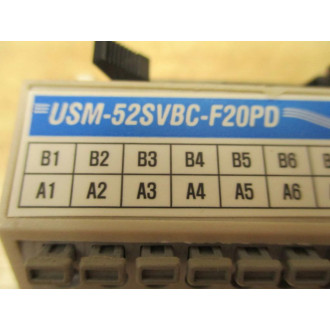 USM-52SVBC-F20PD
B1 B2 B3 B4 B5 B6
A1 A2 A3 A4 A5 A6